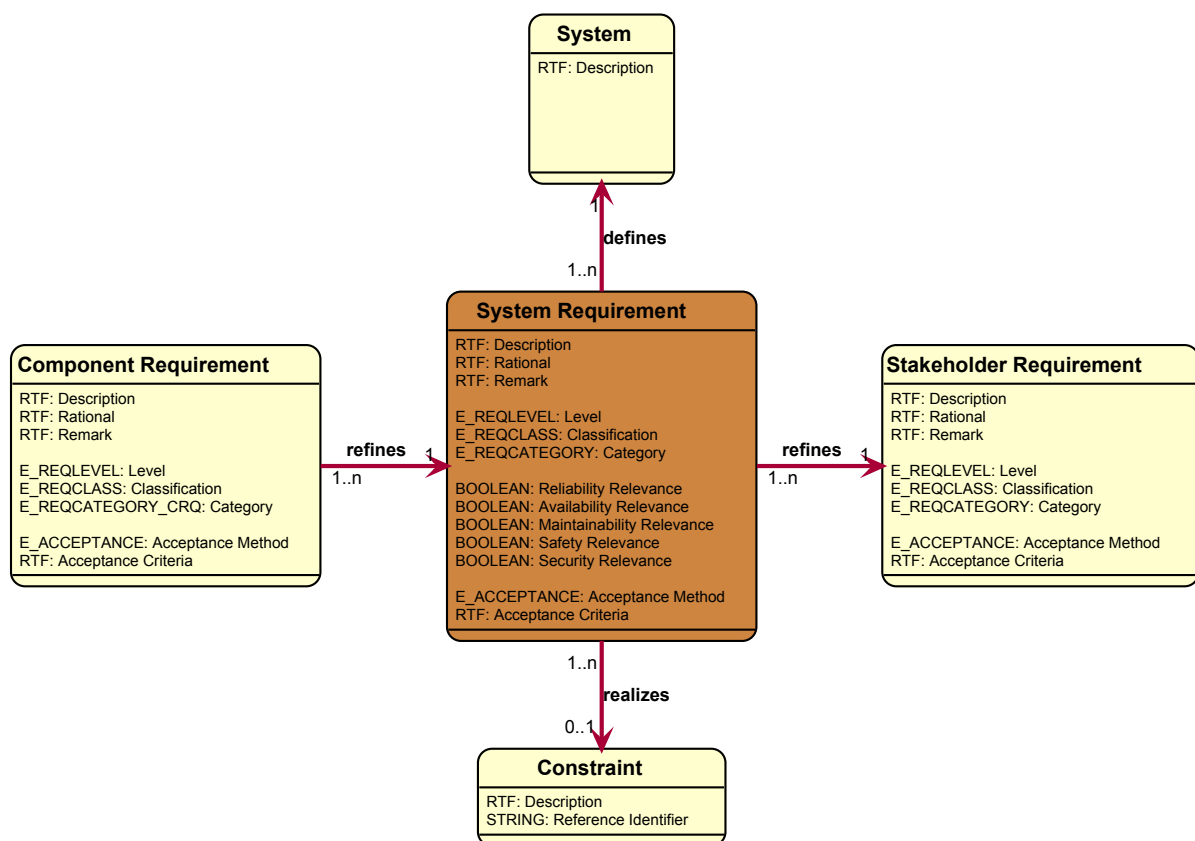 System
RTF: Description
1
defines
1..n
System Requirement
RTF: Description
RTF: Rational
RTF: Remark
E_REQLEVEL: Level
E_REQCLASS: Classification
E_REQCATEGORY: Category
BOOLEAN: Reliability Relevance
BOOLEAN: Availability Relevance
BOOLEAN: Maintainability Relevance
BOOLEAN: Safety Relevance
BOOLEAN: Security Relevance
E_ACCEPTANCE: Acceptance Method
RTF: Acceptance Criteria
Component Requirement
RTF: Description
RTF: Rational
RTF: Remark
E_REQLEVEL: Level
E_REQCLASS: Classification
E_REQCATEGORY_CRQ: Category
E_ACCEPTANCE: Acceptance Method
RTF: Acceptance Criteria
refines
1
1..n
Stakeholder Requirement
RTF: Description
RTF: Rational
RTF: Remark
E_REQLEVEL: Level
E_REQCLASS: Classification
E_REQCATEGORY: Category
E_ACCEPTANCE: Acceptance Method
RTF: Acceptance Criteria
refines
1
1..n
1..n
realizes
0..1
Constraint
RTF: Description
STRING: Reference Identifier